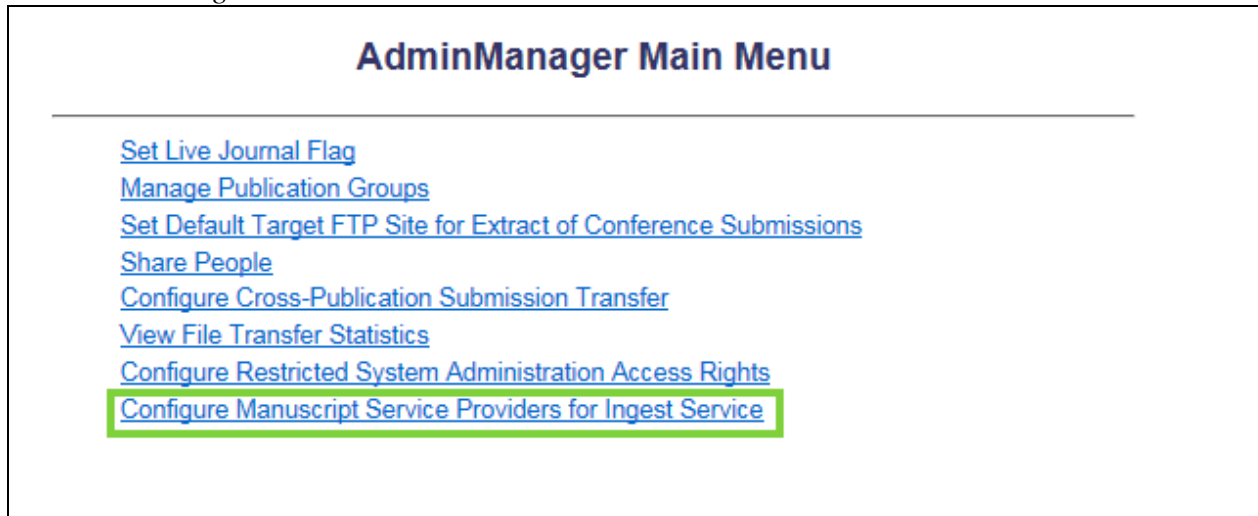 AdminManager Main Menu
Set Live Journal Flag
Manage Publication Groups
Set Default Target FTP Site for Extract of Conference Submissions
Share People
Configure Cross-Publication Submission Transfer
View File Transfer Statistics
Configure Restricted System Administration Access Rights
Configure Manuscript Service Providers for Ingest Service